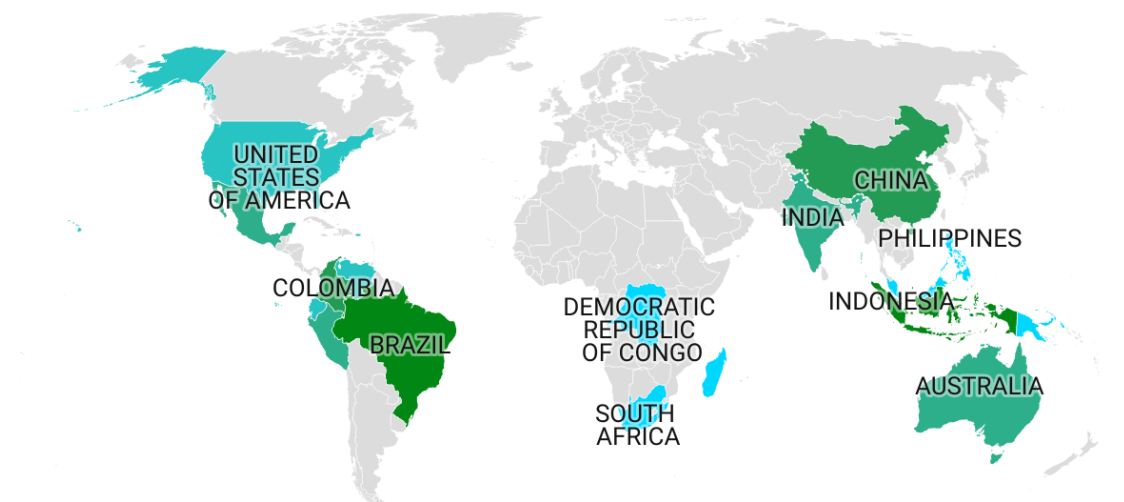 UNITED
STATES
OF AMERICA
CHINA
INDIA
PHILIPPINES
COLOMBIA
INDONESIA
DEMOCRATIC
REPUBLIC
OF CONGO
BRAZIL
AUSTRALIA
SOUTH
AFRICA